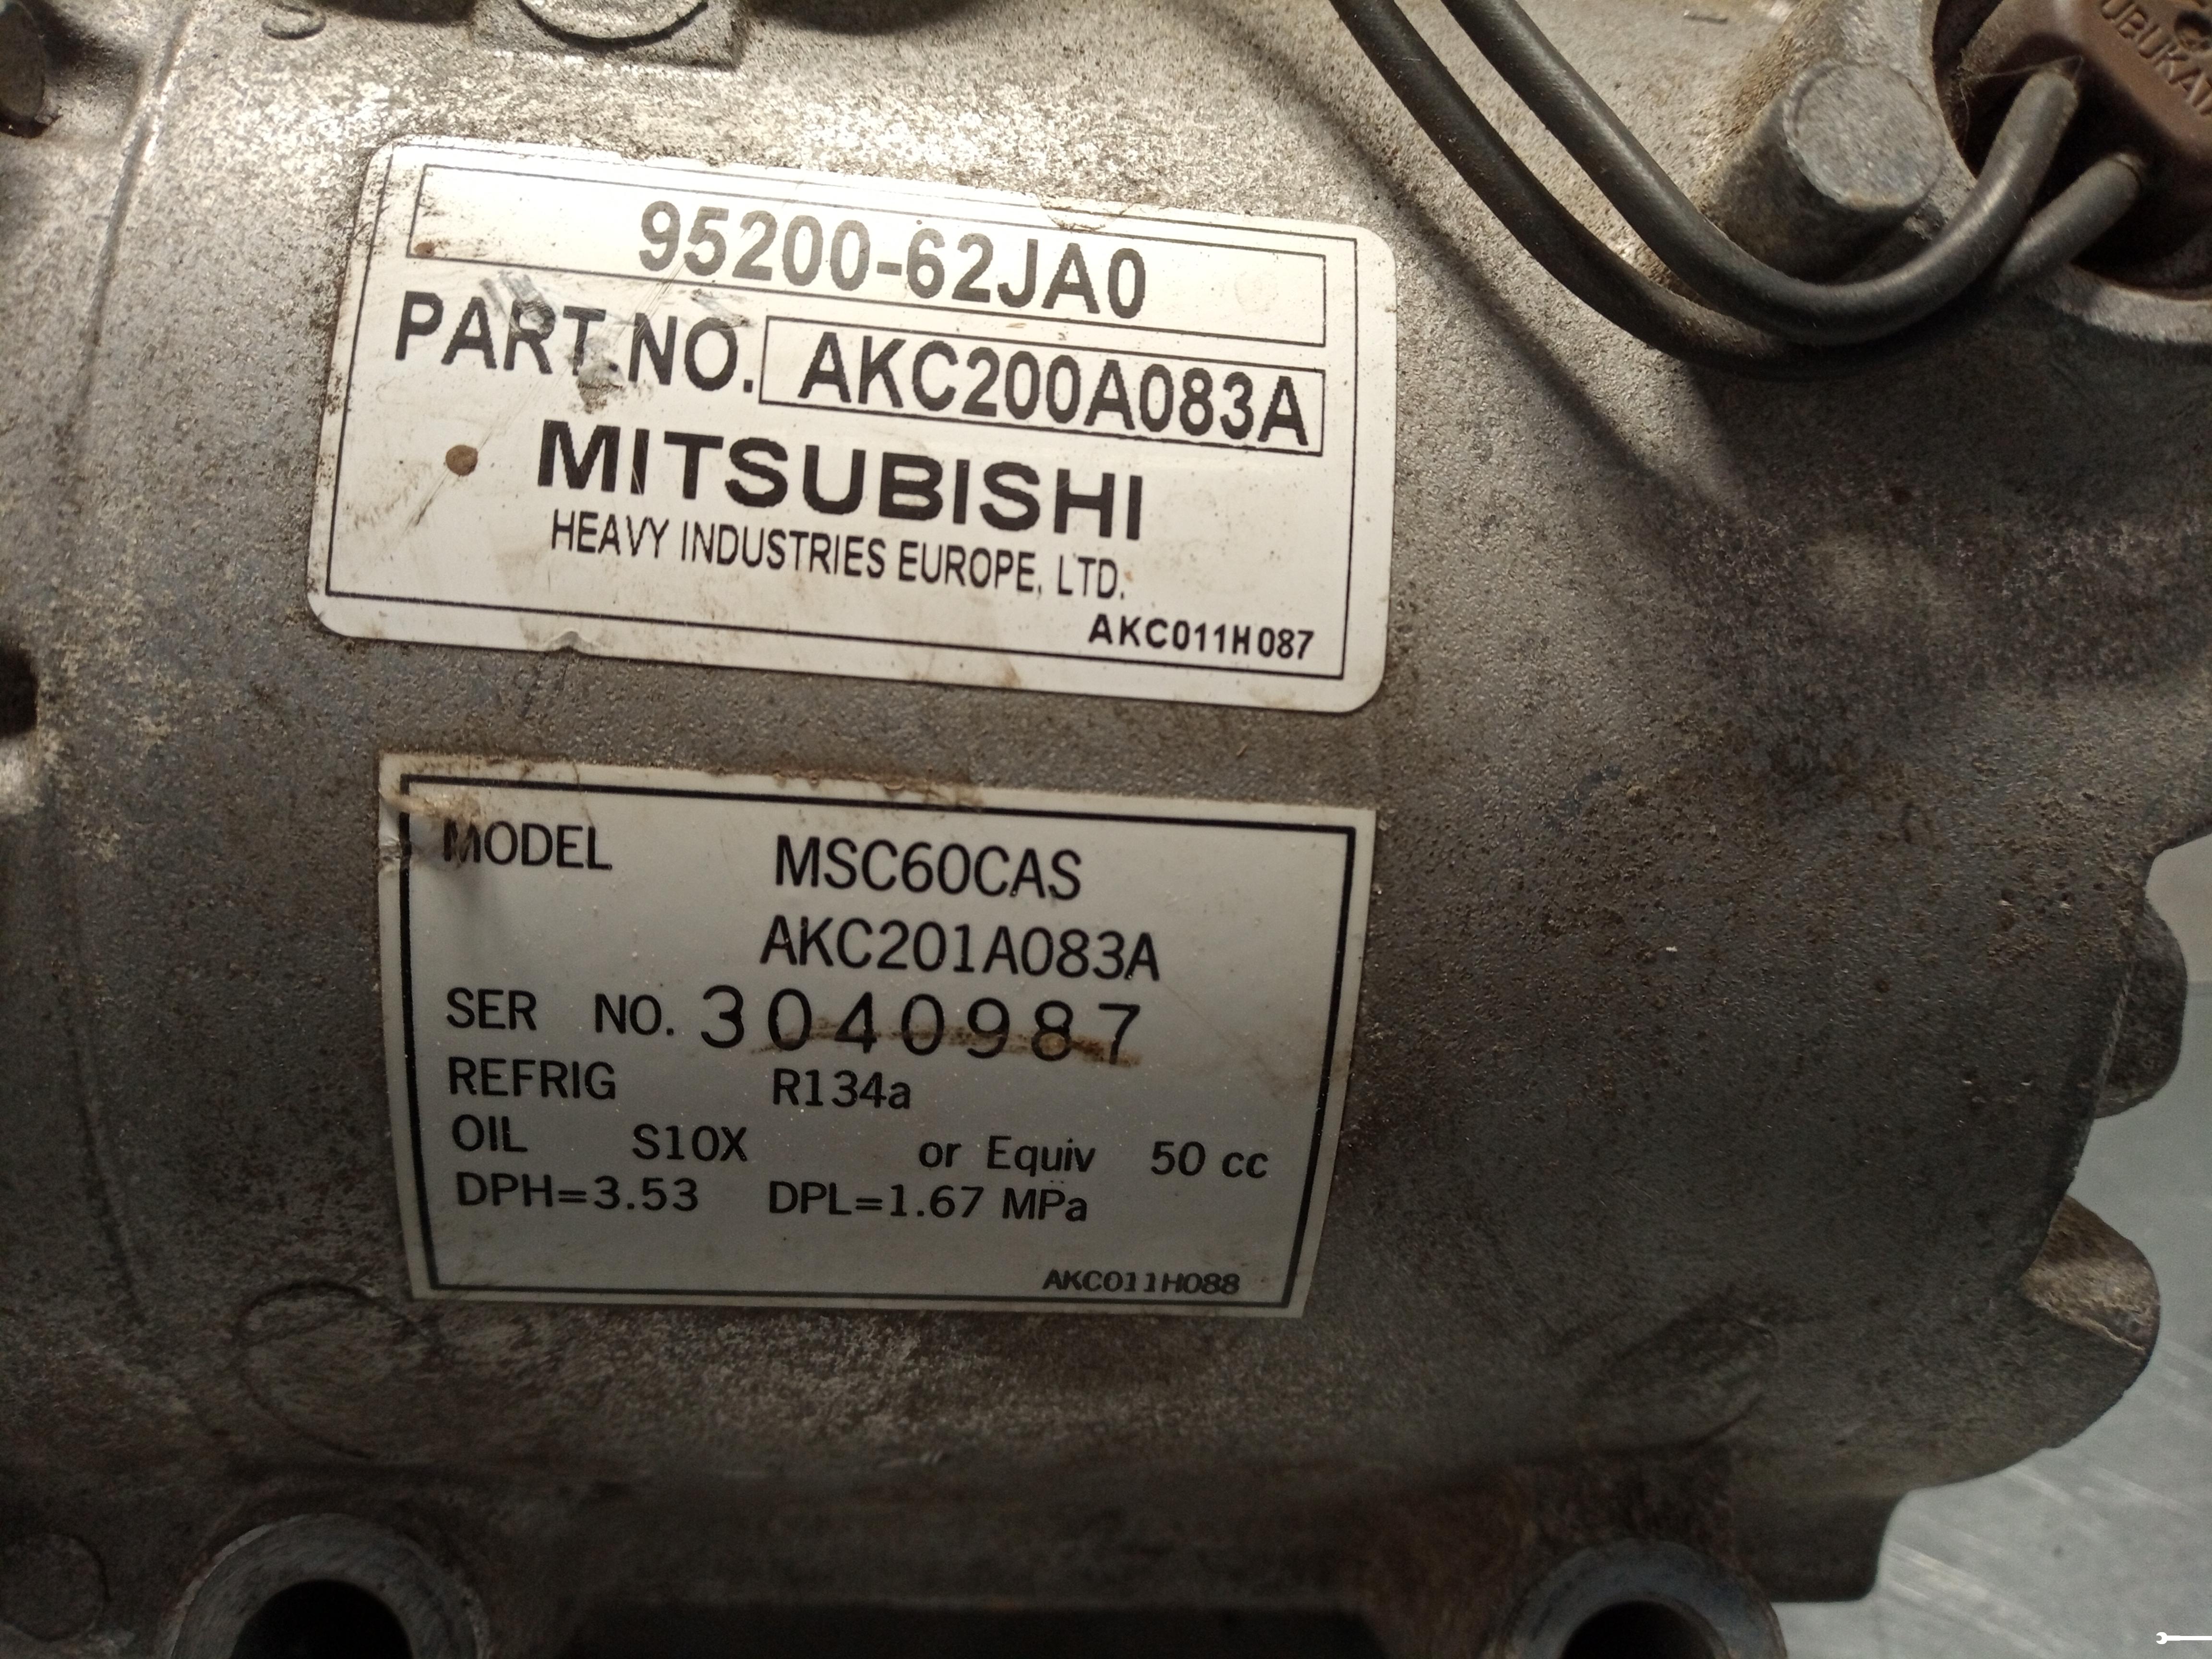 S
95200-62JA0
PART NO. AKC200A083A
MITSUBISHI
HEAVY INDUSTRIES EUROPE, LTD.
AKC011H087
MODEL MSC60CAS
AKC201A083A
SER NO. 3040987
REFRIG R134a
OIL S10X or Equiv 50 cc
DPH=3.53 DPL=1.67 MPa
AKC011H088